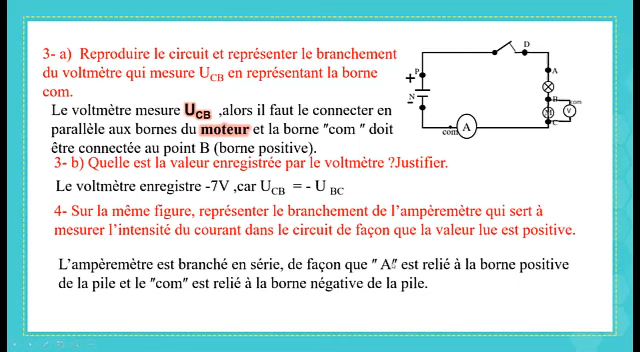 3- a) Reproduire le circuit et représenter le branchement
du voltmètre qui mesure UCB en représentant la borne
com.
Le voltmètre mesure UCB ,alors il faut le connecter en
parallèle aux bornes du moteur et la borne "com " doit
être connectée au point B (borne positive).
3- b) Quelle est la valeur enregistrée par le voltmètre ?Justifier.
Le voltmètre enregistre -7V ,car UCB = - U BC
4- Sur la même figure, représenter le branchement de l'ampèremètre qui sert à
mesurer l'intensité du courant dans le circuit de façon que la valeur lue est positive.
L'ampèremètre est branché en série, de façon que " A" est relié à la borne positive
de la pile et le "com" est relié à la borne négative de la pile.
D
P
+
A
N
-
B
com
M
V
C
com
A